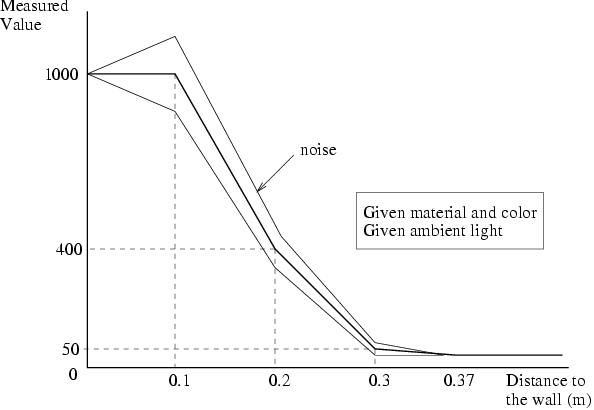 Measured
Value
1000
noise
Given material and color
Given ambient light
400
50
0
0.1
0.2
0.3
0.37
Distance to
the wall (m)